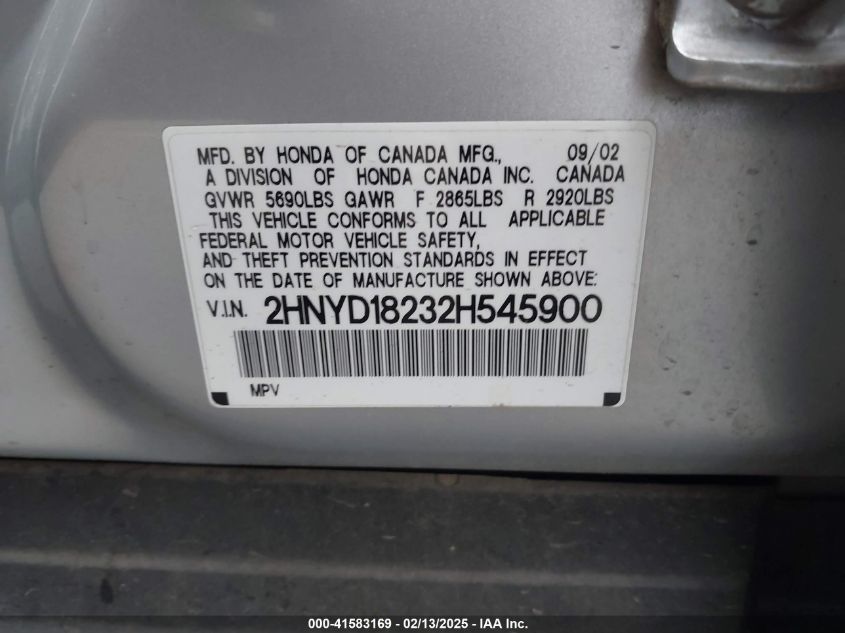 MFD. BY HONDA OF CANADA MFG., 09/02
A DIVISION OF HONDA CANADA INC. CANADA
GVWR 5690LBS GAWR F 2865LBS R 2920LBS
THIS VEHICLE CONFORMS TO ALL APPLICABLE
FEDERAL MOTOR VEHICLE SAFETY,
AND THEFT PREVENTION STANDARDS IN EFFECT
ON THE DATE OF MANUFACTURE SHOWN ABOVE:
V.I.N. 2HNYD18232H545900
MPV
000-41583169 - 02/13/2025 - IAA Inc.